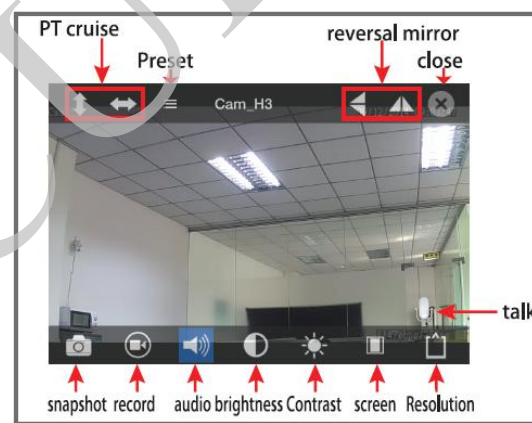 PT cruise
reversal mirror
Preset
close
Cam_H3
talk
snapshot record audio brightness Contrast screen Resolution